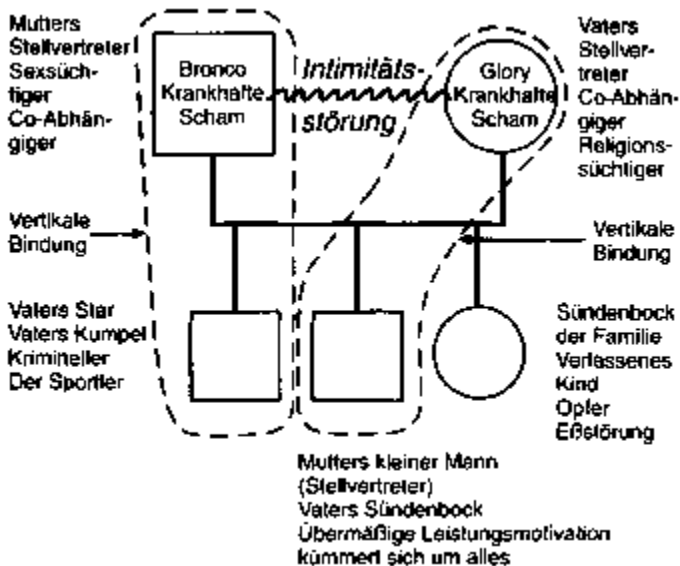 Mutters
Stellvertreter
Sexsüch-
tiger
Co-Abhän-
giger
Bronco
Krankhafte
Scham
Intimitäts-
störung
Glory
Krankhafte
Scham
Vaters
Stellver-
treter
Co-Abhän-
giger
Religions-
süchtiger
Vertikale
Bindung
Vertikale
Bindung
Vaters Star
Vaters Kumpel
Krimineller
Der Sportler
Sündenbock
der Familie
Verlassenes
Kind
Opfer
Eßstörung
Mutters kleiner Mann
(Stellvertreter)
Vaters Sündenbock
Übermäßige Leistungsmotivation
kümmert sich um alles